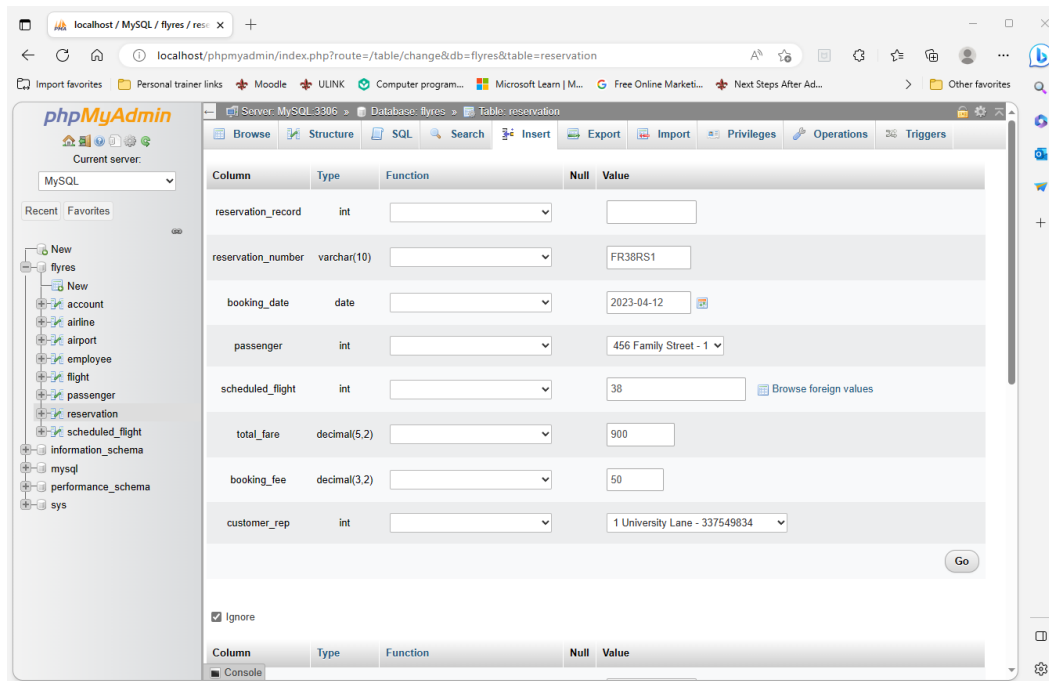 localhost / MySQL / flyres / rese
localhost/phpmyadmin/index.php?route=/table/change&db=flyres&table=reservation
Import favorites Personal trainer links Moodle ULINK Computer program... Microsoft Learn | M... Free Online Marketi... Next Steps After Ad... Other favorites
phpMyAdmin
Current server:
MySQL
Recent Favorites
New
flyres
New
account
airline
airport
employee
flight
passenger
reservation
scheduled_flight
information_schema
mysql
performance_schema
sys
Server: MySQL:3306 » Database: flyres » Table: reservation
Browse Structure SQL Search Insert Export Import Privileges Operations Triggers
Column Type Function Null Value
reservation_record int
reservation_number varchar(10) FR38RS1
booking_date date 2023-04-12
passenger int 456 Family Street - 1
scheduled_flight int 38 Browse foreign values
total_fare decimal(5,2) 900
booking_fee decimal(3,2) 50
customer_rep int 1 University Lane - 337549834
Go
Ignore
Column Type Function Null Value
Console